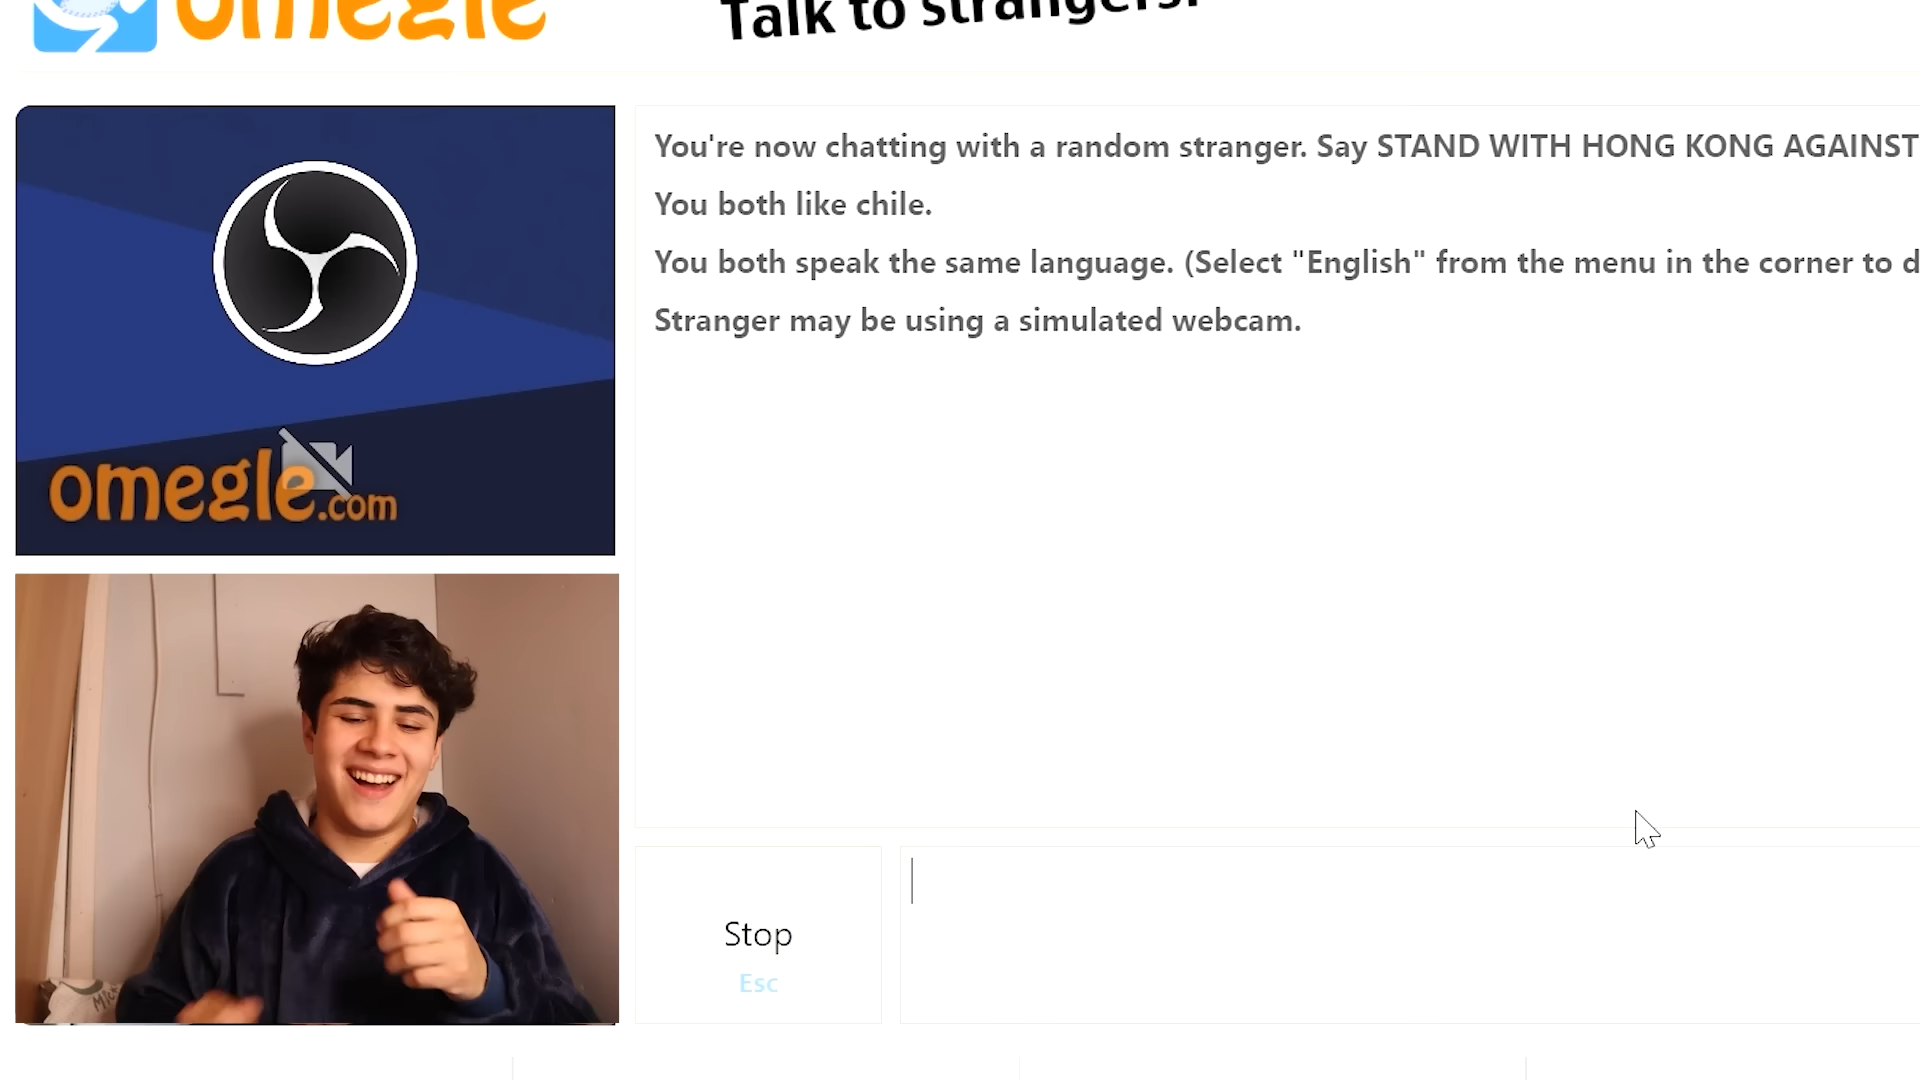 omegle
Talk to strangers!
You're now chatting with a random stranger. Say STAND WITH HONG KONG AGAINST
You both like chile.
You both speak the same language. (Select "English" from the menu in the corner to d
Stranger may be using a simulated webcam.
omegle.com
Stop
Esc